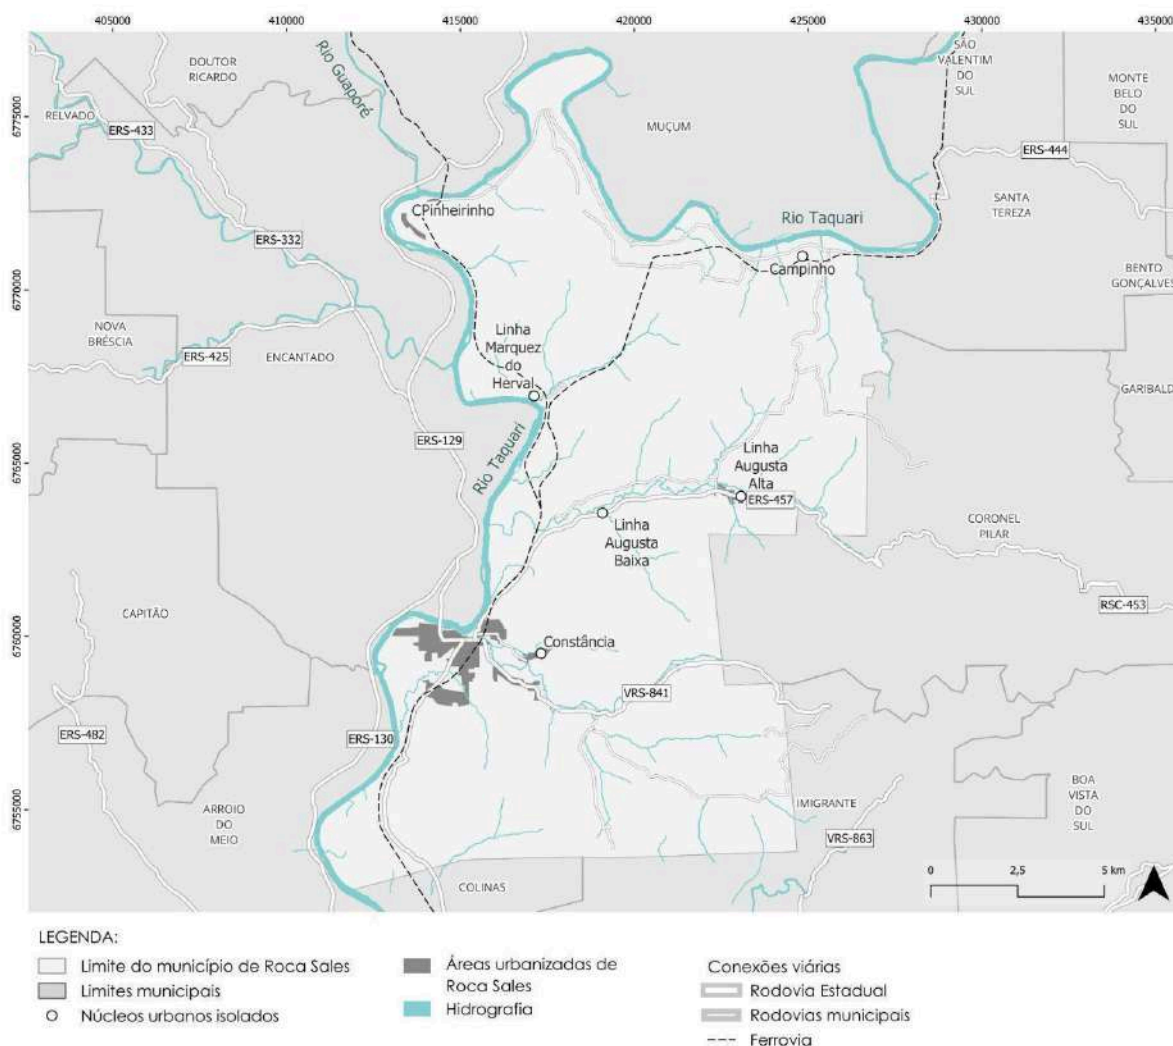 405000
410000
415000
420000
425000
430000
435000
6775000
6770000
6765000
6760000
6755000
DOUTOR
RICARDO
Rio Guaporé
SÃO
VALENTIM
DO
SUL
MONTE
BELO
DO
SUL
RELVADO
ERS-433
MUÇUM
ERS-444
SANTA
TEREZA
CPinheirinho
Rio Taquari
ERS-332
Campinho
BENTO
GONÇALVES
NOVA
BRÉSCIA
ERS-425
ENCANTADO
Linha
Marquez
do
Herval
GARIBALD
ERS-129
Rio Taquari
Linha
Augusta
Alta
ERS-457
Linha
Augusta
Baixa
CORONEL
PILAR
RSC-453
CAPITÃO
Constância
VRS-841
ERS-482
ERS-130
ARROIO
DO
MEIO
IMIGRANTE
BOA
VISTA
DO
SUL
VRS-863
COLINAS
0 2,5 5 km
LEGENDA:
Limite do município de Roca Sales
Limites municipais
Núcleos urbanos isolados
Áreas urbanizadas de
Roca Sales
Hidrografia
Conexões viárias
Rodovia Estadual
Rodovias municipais
Ferrovia